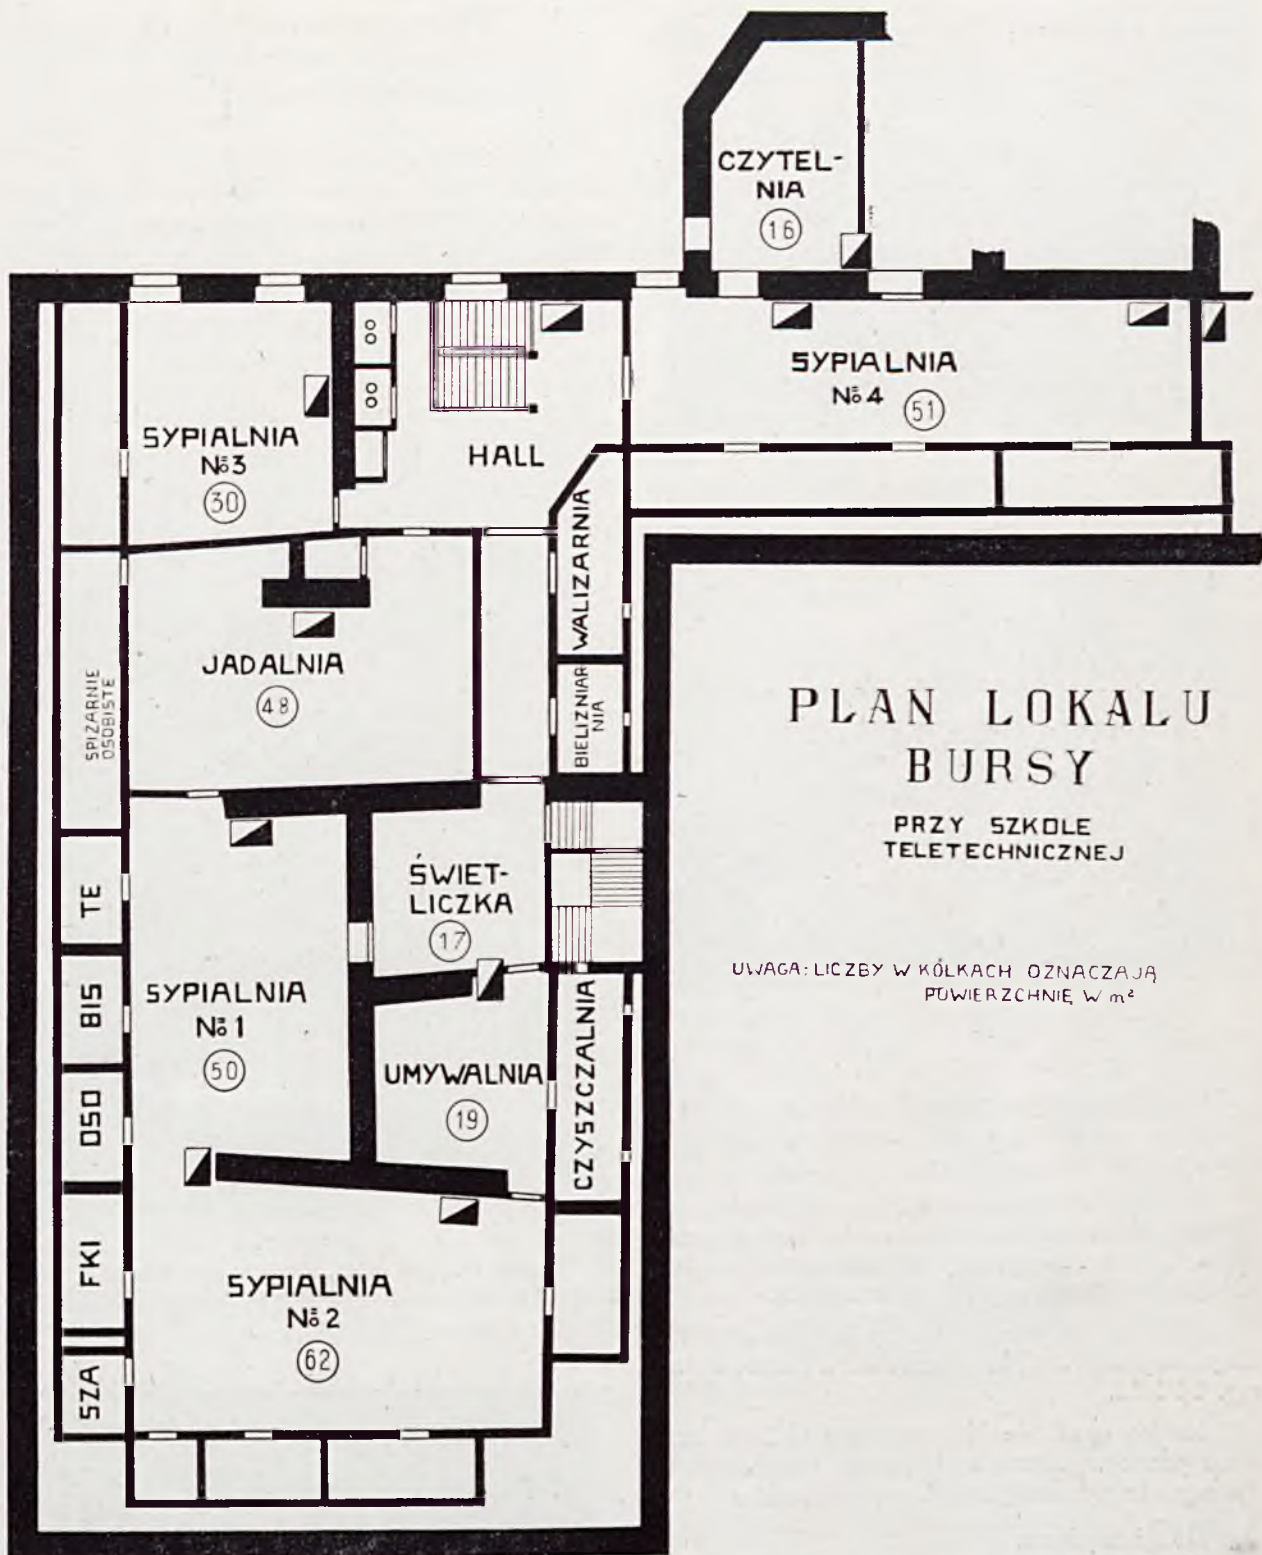 CZYTEL-
NIA
16
SYPIALNIA
№ 4 51
SYPIALNIA
№ 3
30
HALL
WALIZARNIA
JADALNIA
48
SPIZARNIE
OSOBISTE
BIELIZNIAR
NIA
PLAN LOKALU
BURSY
PRZY SZKOLE
TELETECHNICZNEJ
ŚWIET-
LICZKA
17
UWAGA: LICZBY W KÓŁKACH OZNACZAJĄ
POWIERZCHNIĘ W m²
SYPIALNIA
№ 1
50
UMYWALNIA
19
CZYSZCZALNIA
SYPIALNIA
№ 2
62
SZA FKI OSO BIS TE